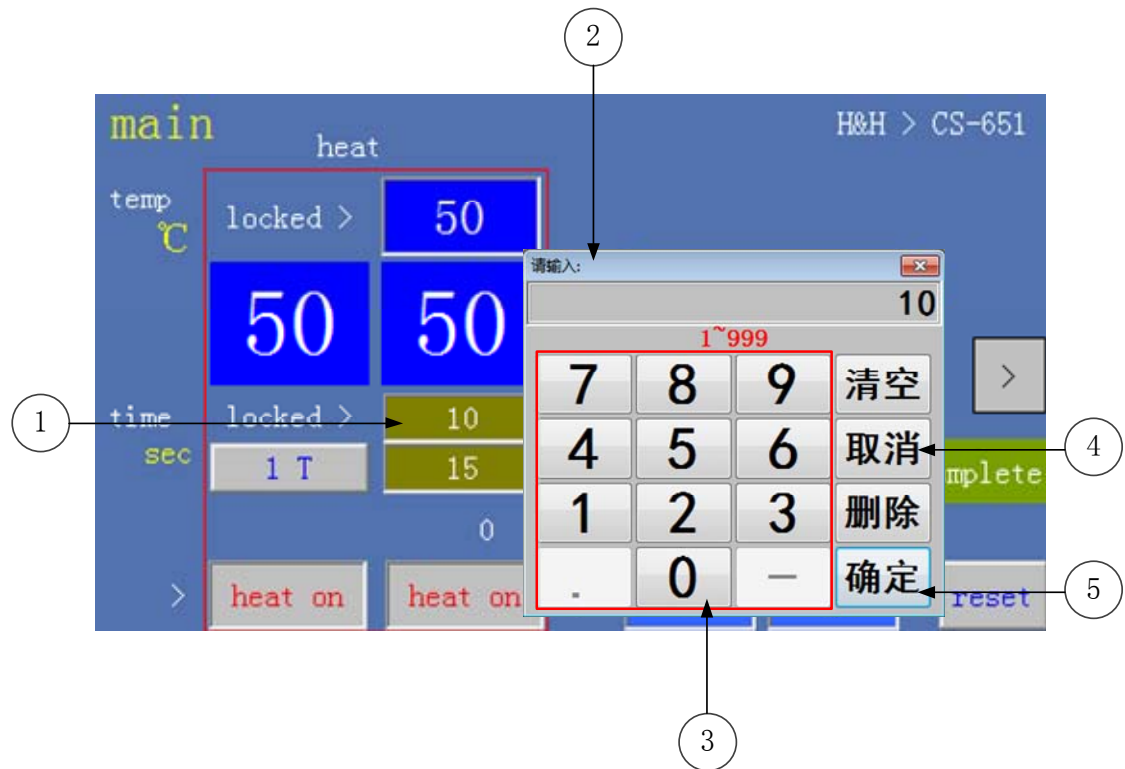 2
main
H&H > CS-651
heat
temp
℃
locked >
50
请输入:
10
50
50
1~999
7
8
9
清空
>
1
time
locked >
10
4
5
6
取消
4
sec
1 T
15
mplete
1
2
3
删除
0
.
0
-
确定
5
>
heat on
heat on
reset
3